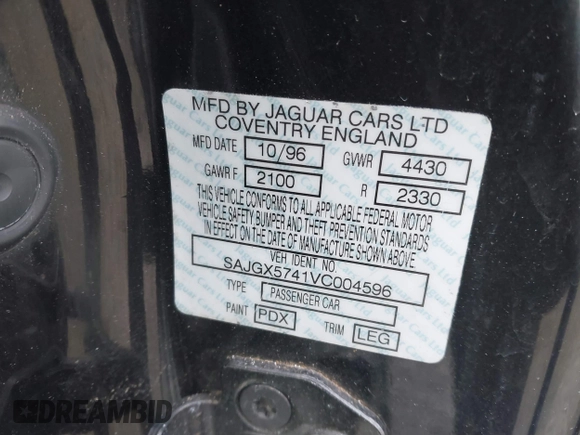 MFD BY JAGUAR CARS LTD
COVENTRY ENGLAND
MFD DATE 10/96 GVWR 4430
GAWR F 2100 R 2330
THIS VEHICLE CONFORMS TO ALL APPLICABLE FEDERAL MOTOR
VEHICLE SAFETY BUMPER AND THEFT PREVENTION STANDARDS
IN EFFECT ON THE DATE OF MANUFACTURE SHOWN ABOVE
VEH IDENT NO.
SAJGX5741VC004596
TYPE PASSENGER CAR
PAINT PDX TRIM LEG
DREAMBID